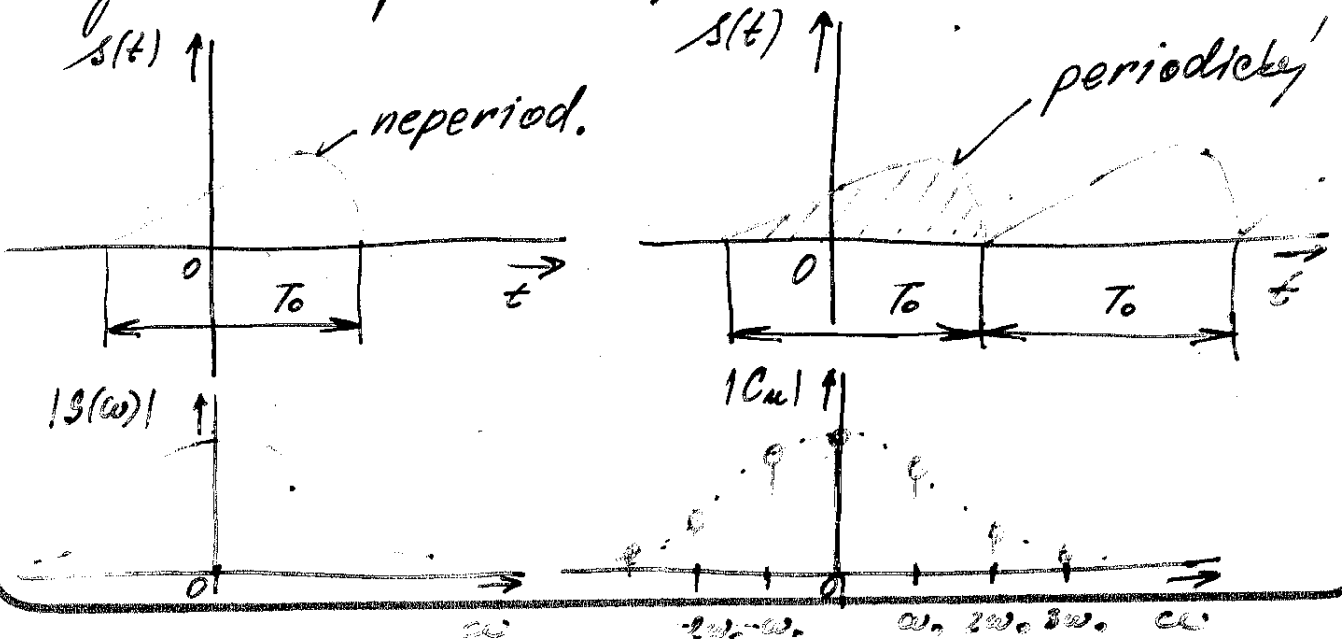 s(t)
neperiod.
0
T₀
t
s(t)
periodický
0
T₀
T₀
t
|S(ω)|
0
ω
|Cₙ|
0
-2ω₀ -ω₀
ω₀ 2ω₀ 3ω₀ ω